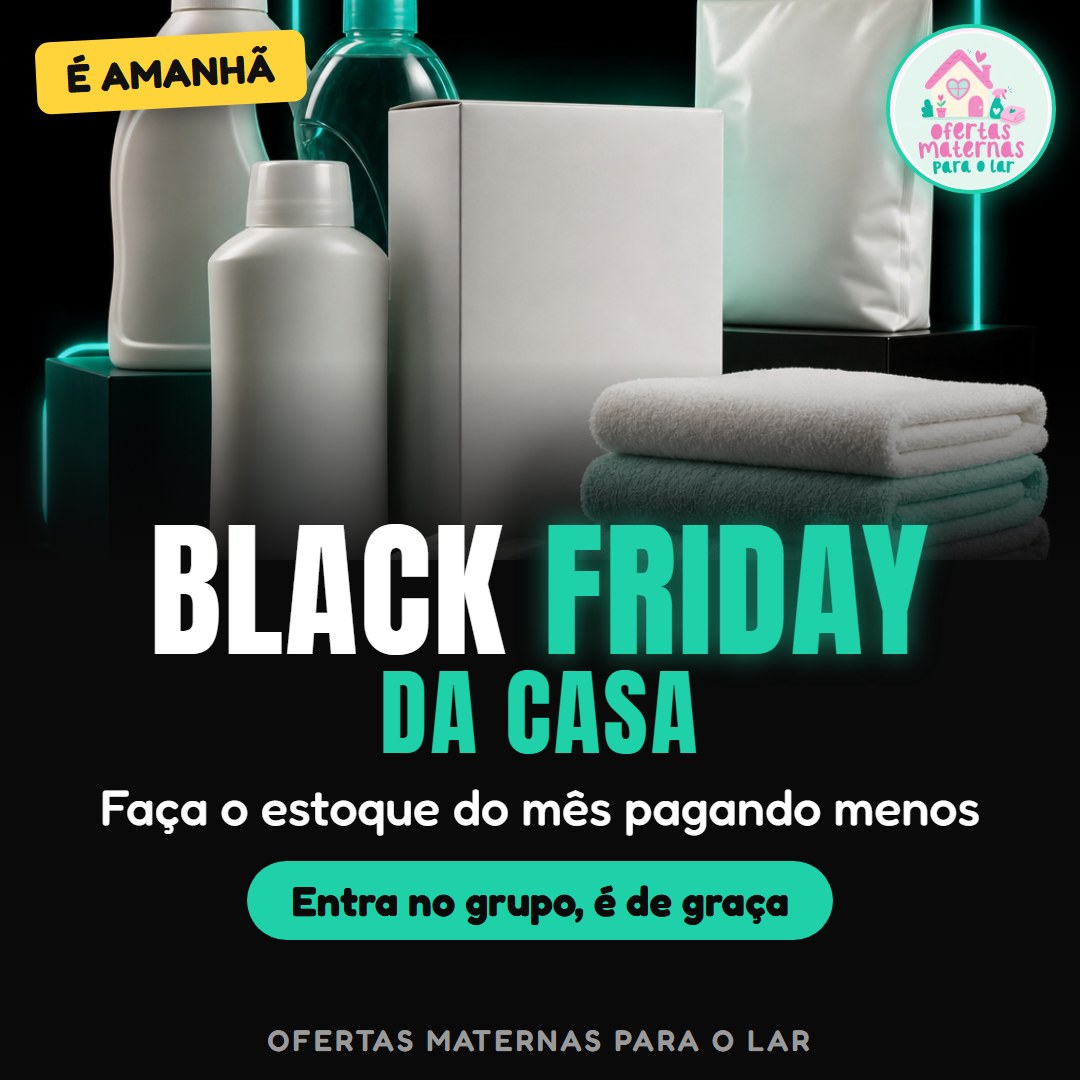 É AMANHÃ
ofertas
maternas
para o lar
BLACK FRIDAY
DA CASA
Faça o estoque do mês pagando menos
Entra no grupo, é de graça
OFERTAS MATERNAS PARA O LAR